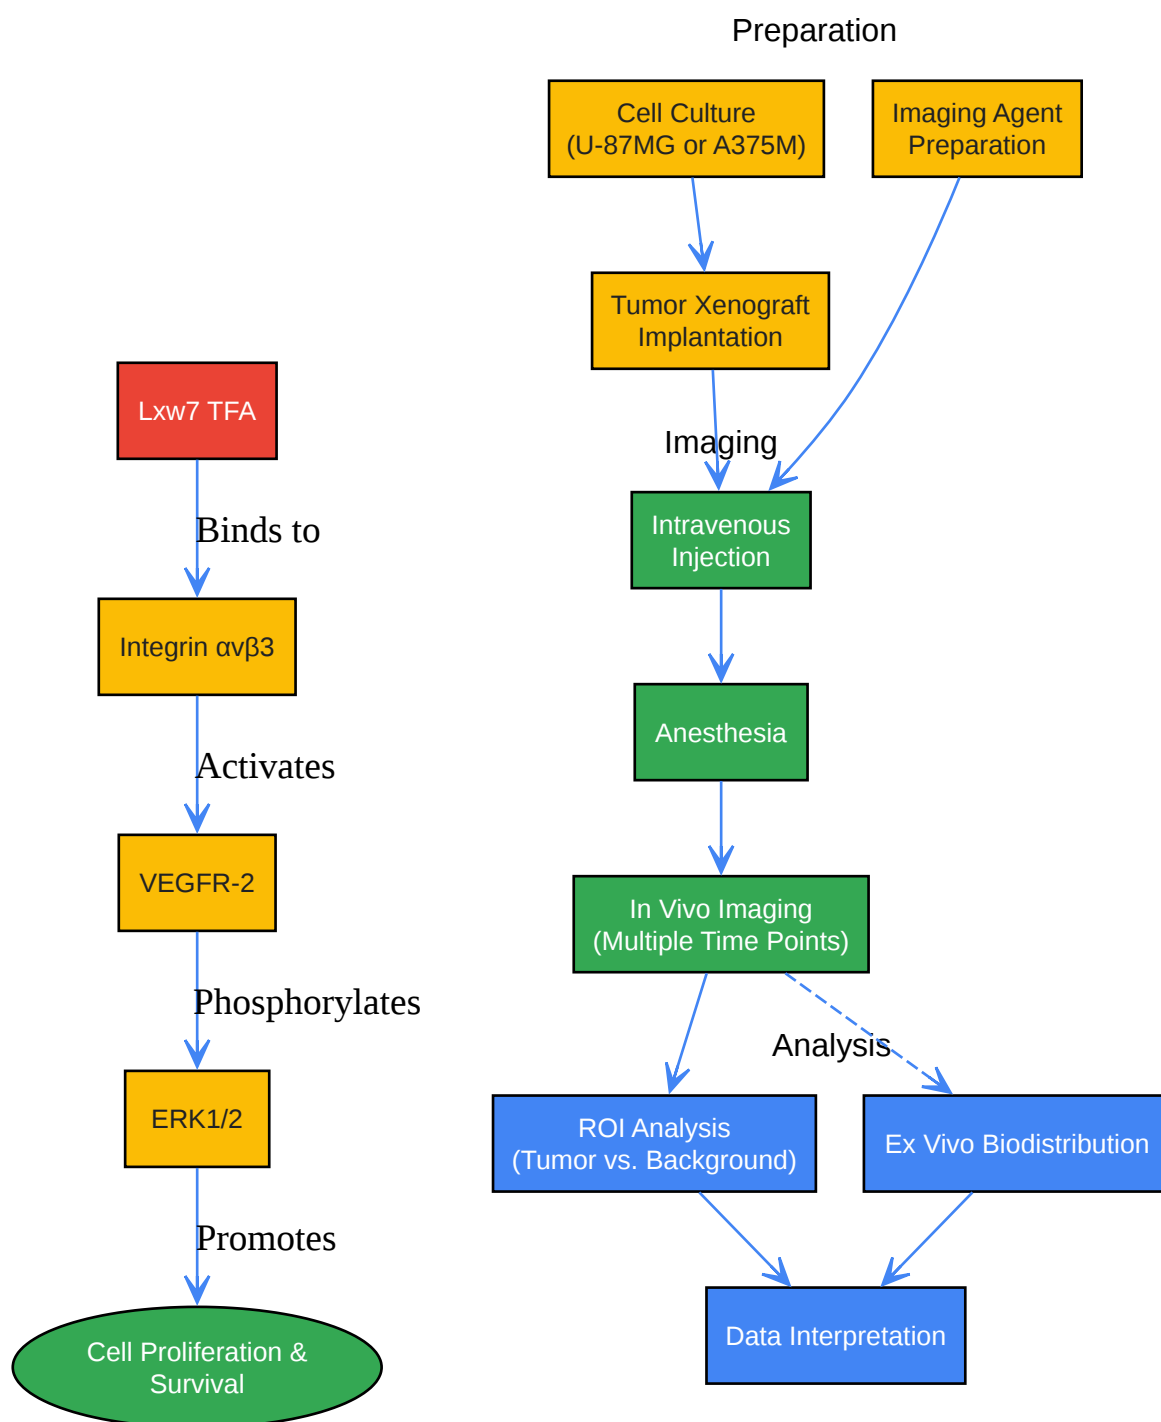 Lxw7 TFA
Binds to
Integrin αvβ3
Activates
VEGFR-2
Phosphorylates
ERK1/2
Promotes
Cell Proliferation &
Survival
Preparation
Cell Culture
(U-87MG or A375M)
Imaging Agent
Preparation
Tumor Xenograft
Implantation
Imaging
Intravenous
Injection
Anesthesia
In Vivo Imaging
(Multiple Time Points)
Analysis
ROI Analysis
(Tumor vs. Background)
Ex Vivo Biodistribution
Data Interpretation